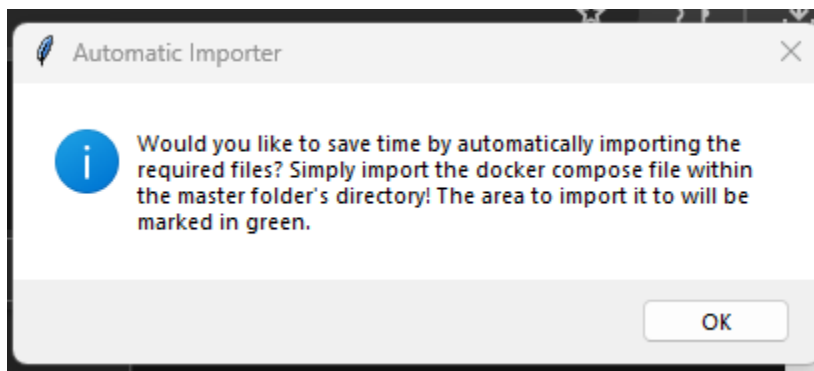 Automatic Importer
Would you like to save time by automatically importing the
required files? Simply import the docker compose file within
the master folder's directory! The area to import it to will be
marked in green.
OK